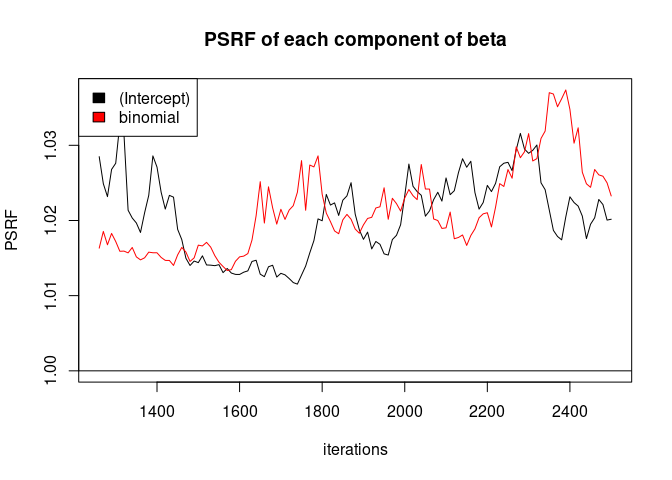 PSRF of each component of beta
(Intercept)
binomial
PSRF
1.03
1.02
1.01
1.00
1400 1600 1800 2000 2200 2400
iterations